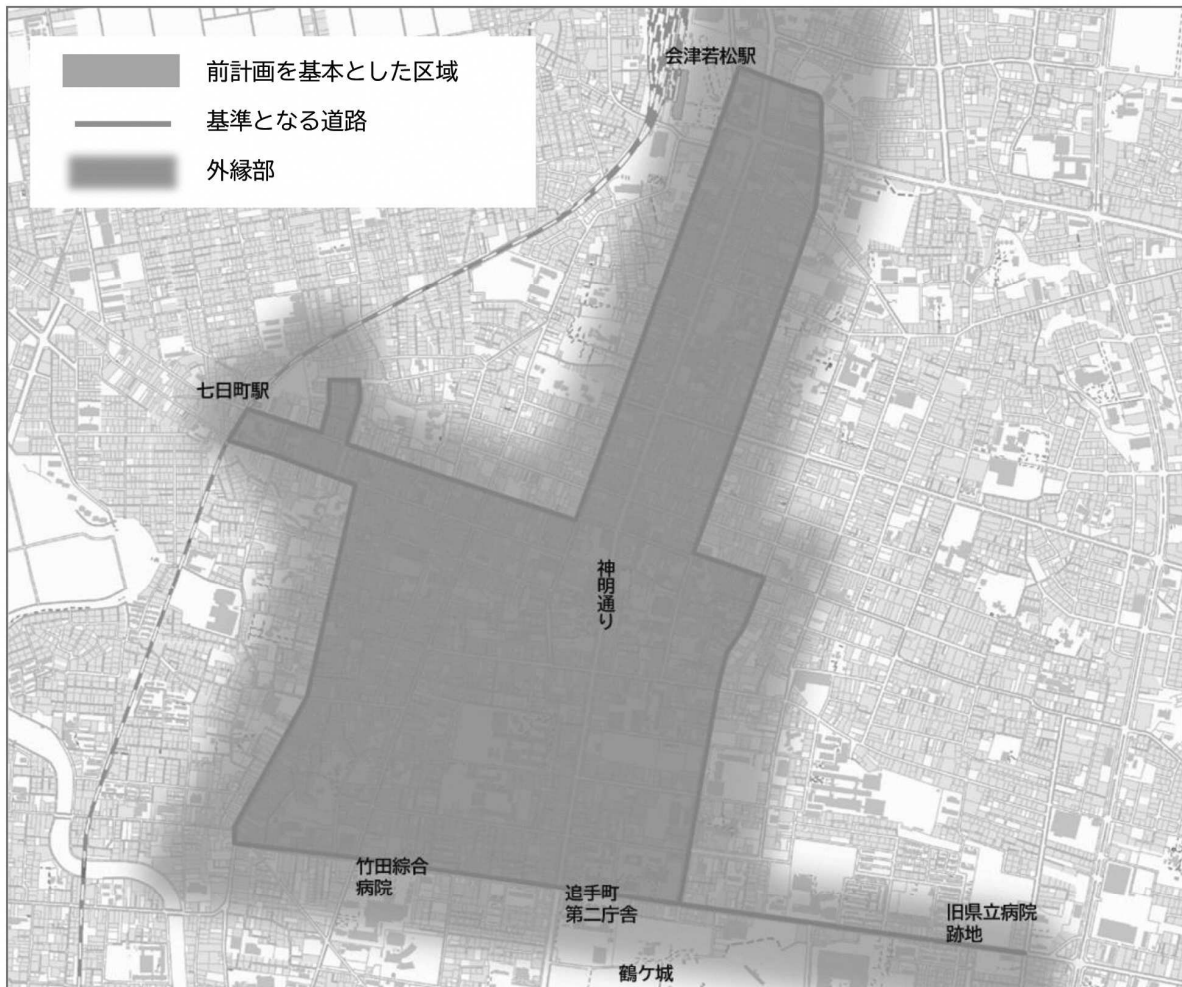 前計画を基本とした区域
基準となる道路
外縁部
会津若松駅
七日町駅
神明通り
竹田綜合
病院
追手町
第二庁舎
旧県立病院
跡地
鶴ケ城